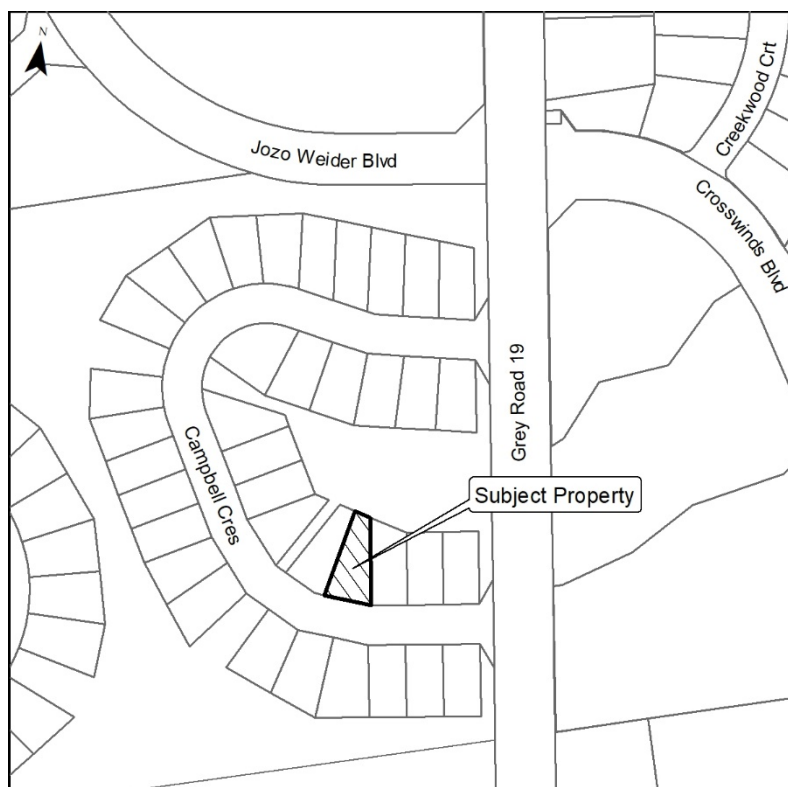 N
Jozo Weider Blvd
Creekwood Crt
Crosswinds Blvd
Grey Road 19
Campbell Cres
Subject Property